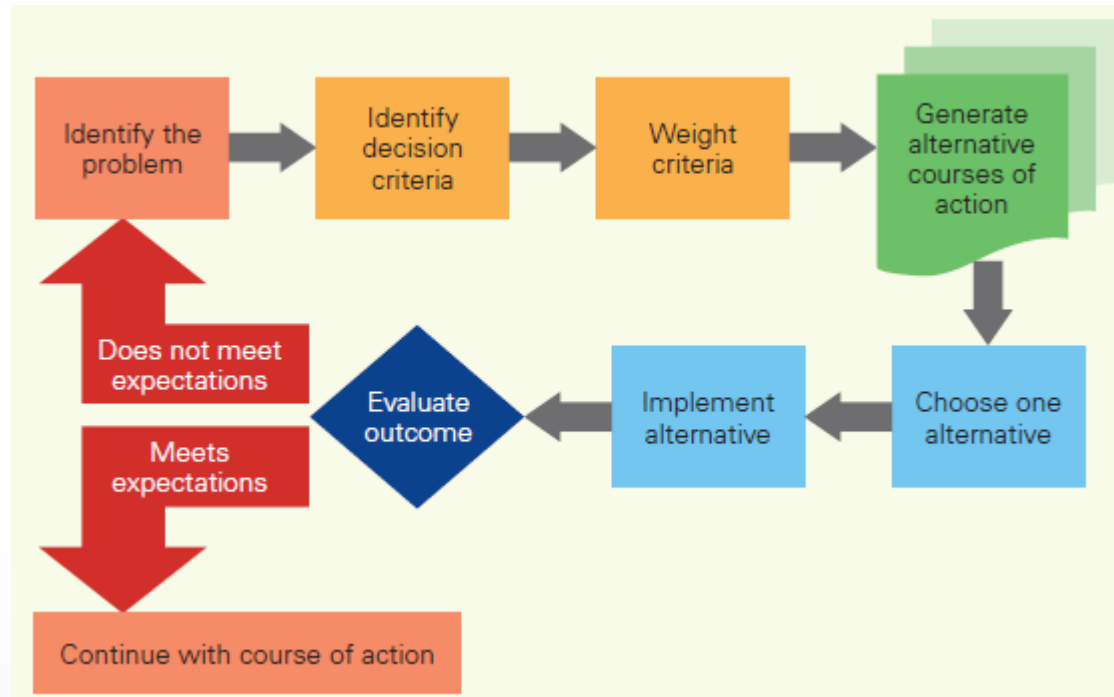 Identify the
problem
Identify
decision
criteria
Weight
criteria
Generate
alternative
courses of
action
Choose one
alternative
Implement
alternative
Evaluate
outcome
Does not meet
expectations
Meets
expectations
Continue with course of action